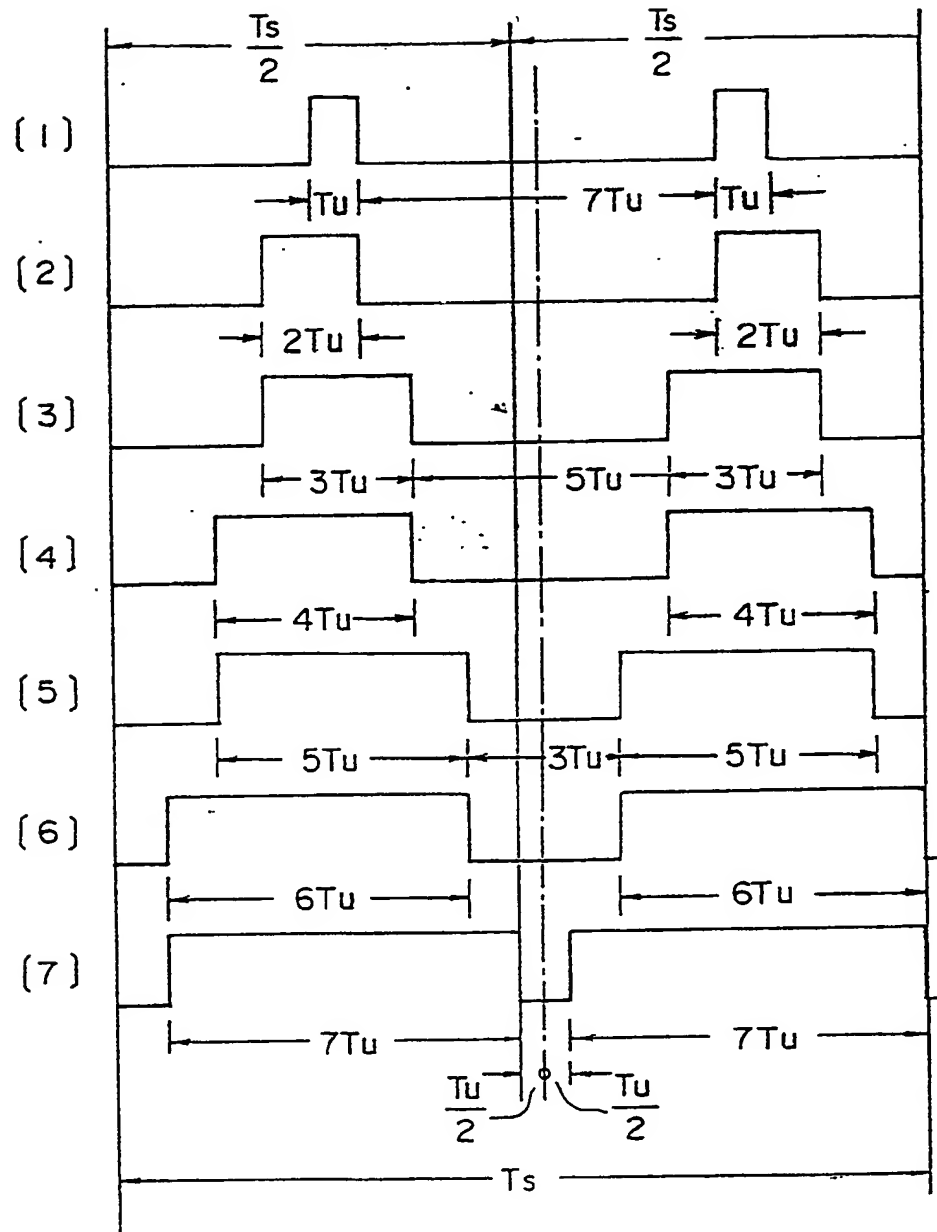 Ts/2 Ts/2
[1]
Tu 7Tu Tu
[2]
2Tu 2Tu
[3]
3Tu 5Tu 3Tu
[4]
4Tu 4Tu
[5]
5Tu 3Tu 5Tu
[6]
6Tu 6Tu
[7]
7Tu 7Tu
Tu/2 Tu/2
Ts